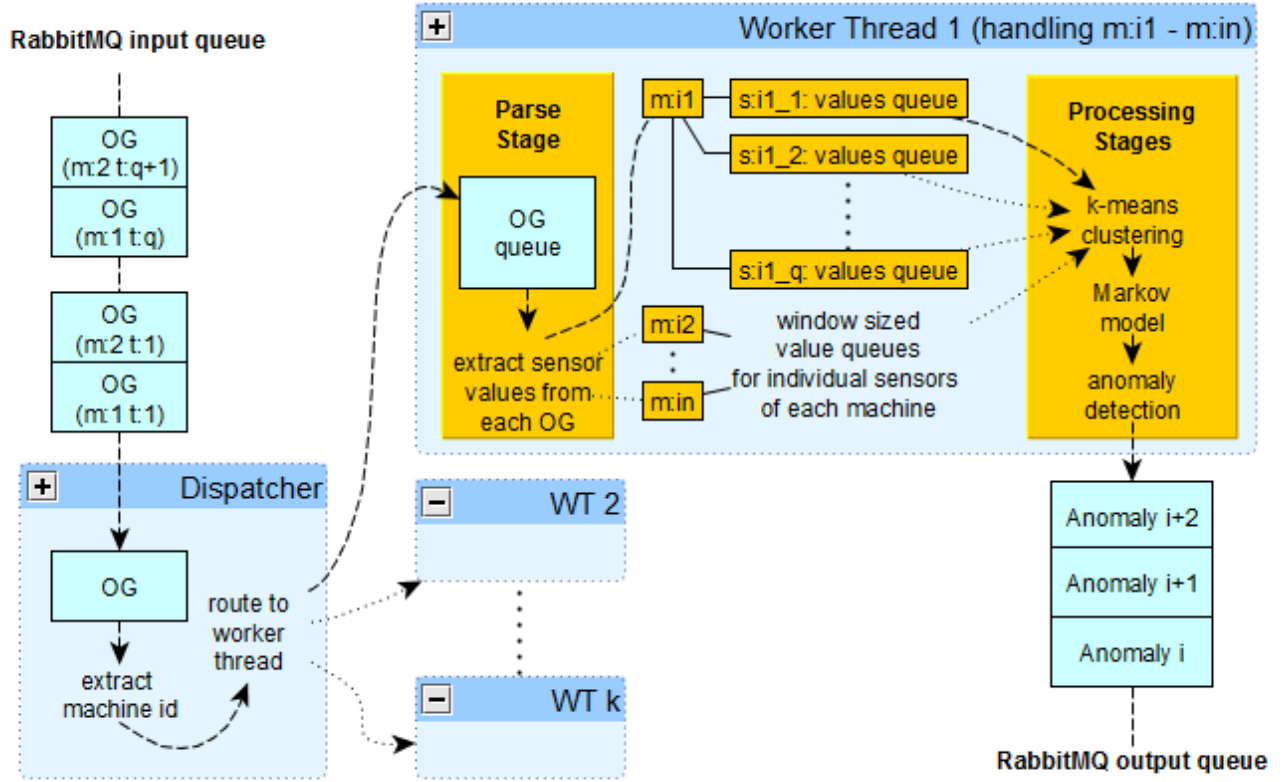 RabbitMQ input queue
OG
(m:2 t:q+1)
OG
(m:1 t:q)
OG
(m:2 t:1)
OG
(m:1 t:1)
+
Dispatcher
OG
extract
machine id
route to
worker
thread
+
Worker Thread 1 (handling m:i1 - m:in)
Parse
Stage
OG
queue
extract sensor
values from
each OG
m:i1
m:i2
m:in
s:i1_1: values queue
s:i1_2: values queue
s:i1_q: values queue
window sized
value queues
for individual sensors
of each machine
Processing
Stages
k-means
clustering
Markov
model
anomaly
detection
−
WT 2
−
WT k
Anomaly i+2
Anomaly i+1
Anomaly i
RabbitMQ output queue